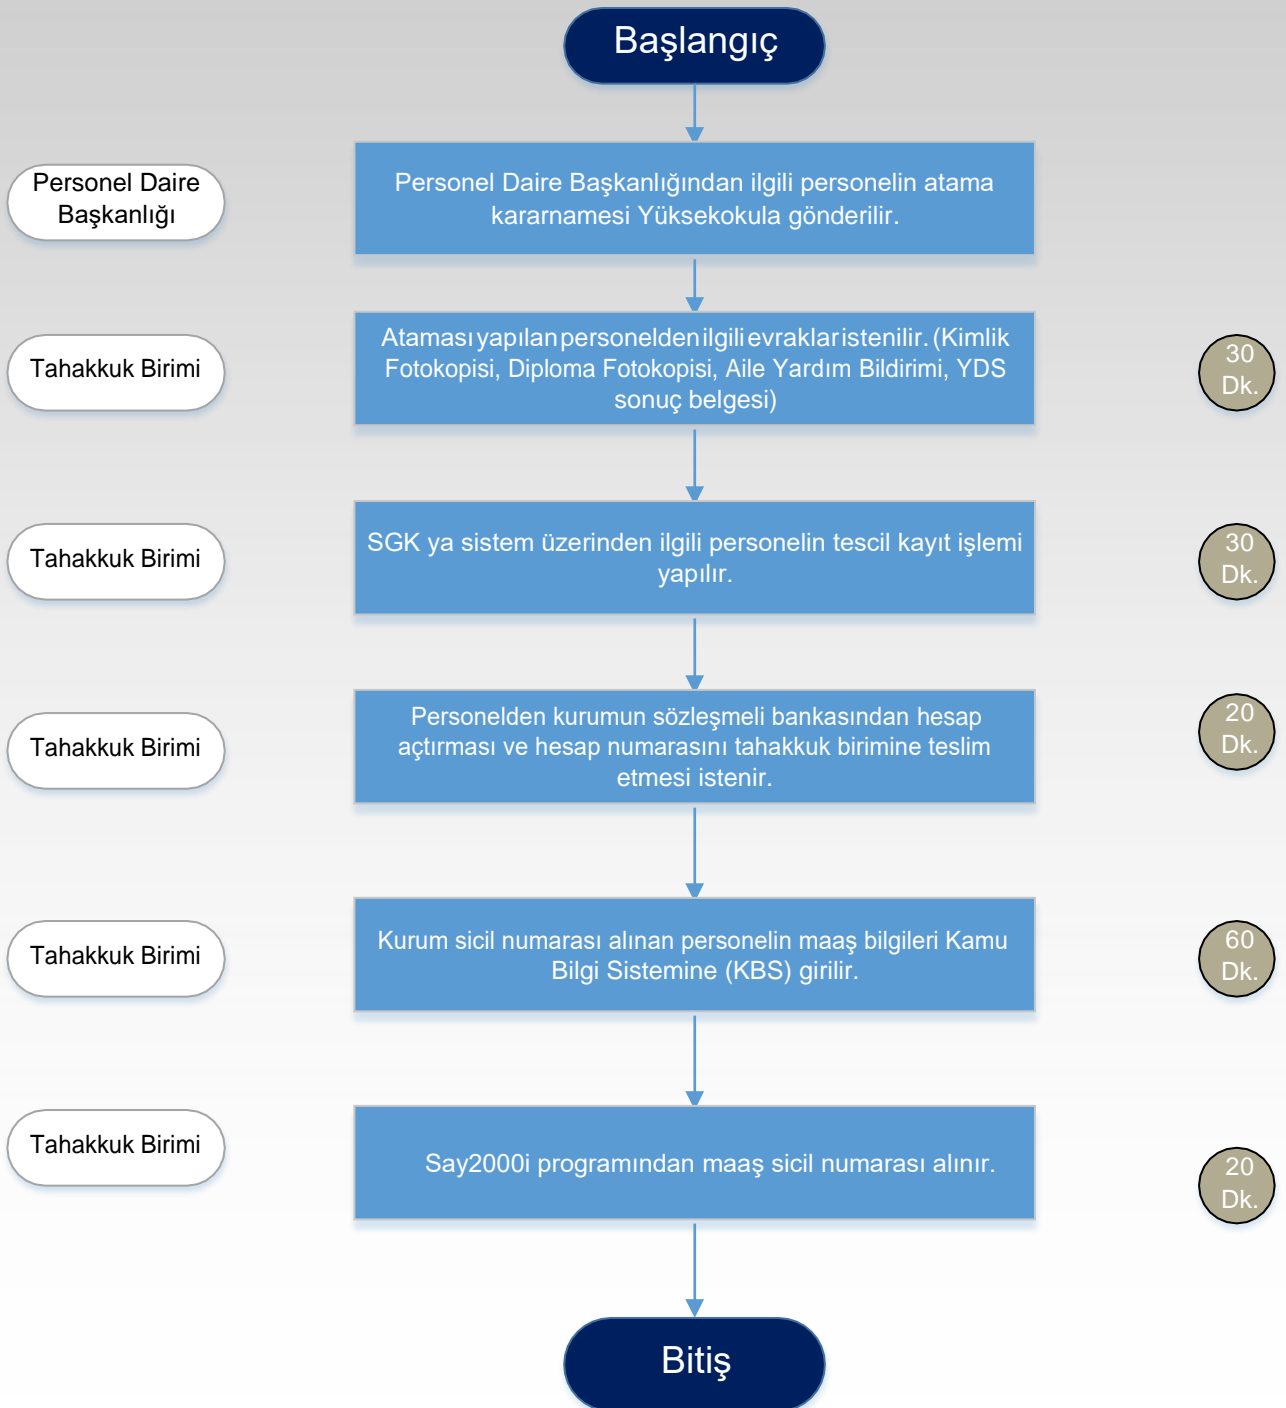 Başlangıç
Personel Daire
Başkanlığı
Personel Daire Başkanlığından ilgili personelin atama
kararnamesi Yüksekokula gönderilir.
Tahakkuk Birimi
Ataması yapılan personelden ilgili evraklar istenilir. (Kimlik
Fotokopisi, Diploma Fotokopisi, Aile Yardım Bildirimi, YDS
sonuç belgesi)
30
Dk.
Tahakkuk Birimi
SGK ya sistem üzerinden ilgili personelin tescil kayıt işlemi
yapılır.
30
Dk.
Tahakkuk Birimi
Personelden kurumun sözleşmeli bankasından hesap
açtırması ve hesap numarasını tahakkuk birimine teslim
etmesi istenir.
20
Dk.
Tahakkuk Birimi
Kurum sicil numarası alınan personelin maaş bilgileri Kamu
Bilgi Sistemine (KBS) girilir.
60
Dk.
Tahakkuk Birimi
Say2000i programından maaş sicil numarası alınır.
20
Dk.
Bitiş